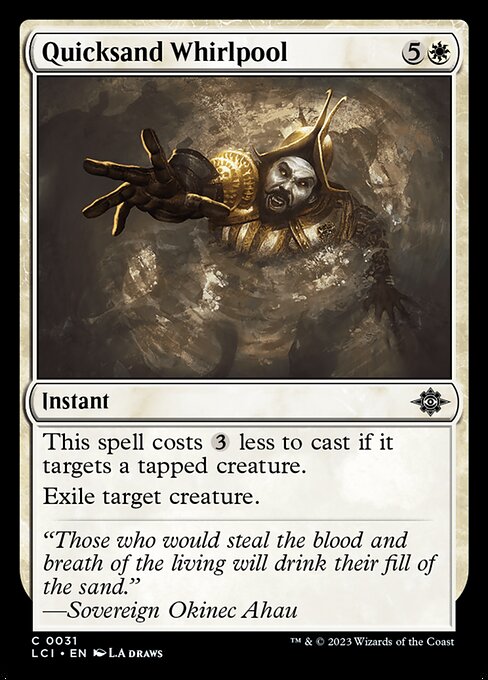 Quicksand Whirlpool 5
Instant
This spell costs 3 less to cast if it
targets a tapped creature.
Exile target creature.
“Those who would steal the blood and
breath of the living will drink their fill of
the sand.”
—Sovereign Okinec Ahau
C 0031
LCI • EN L.A DRAWS
™ & © 2023 Wizards of the Coast